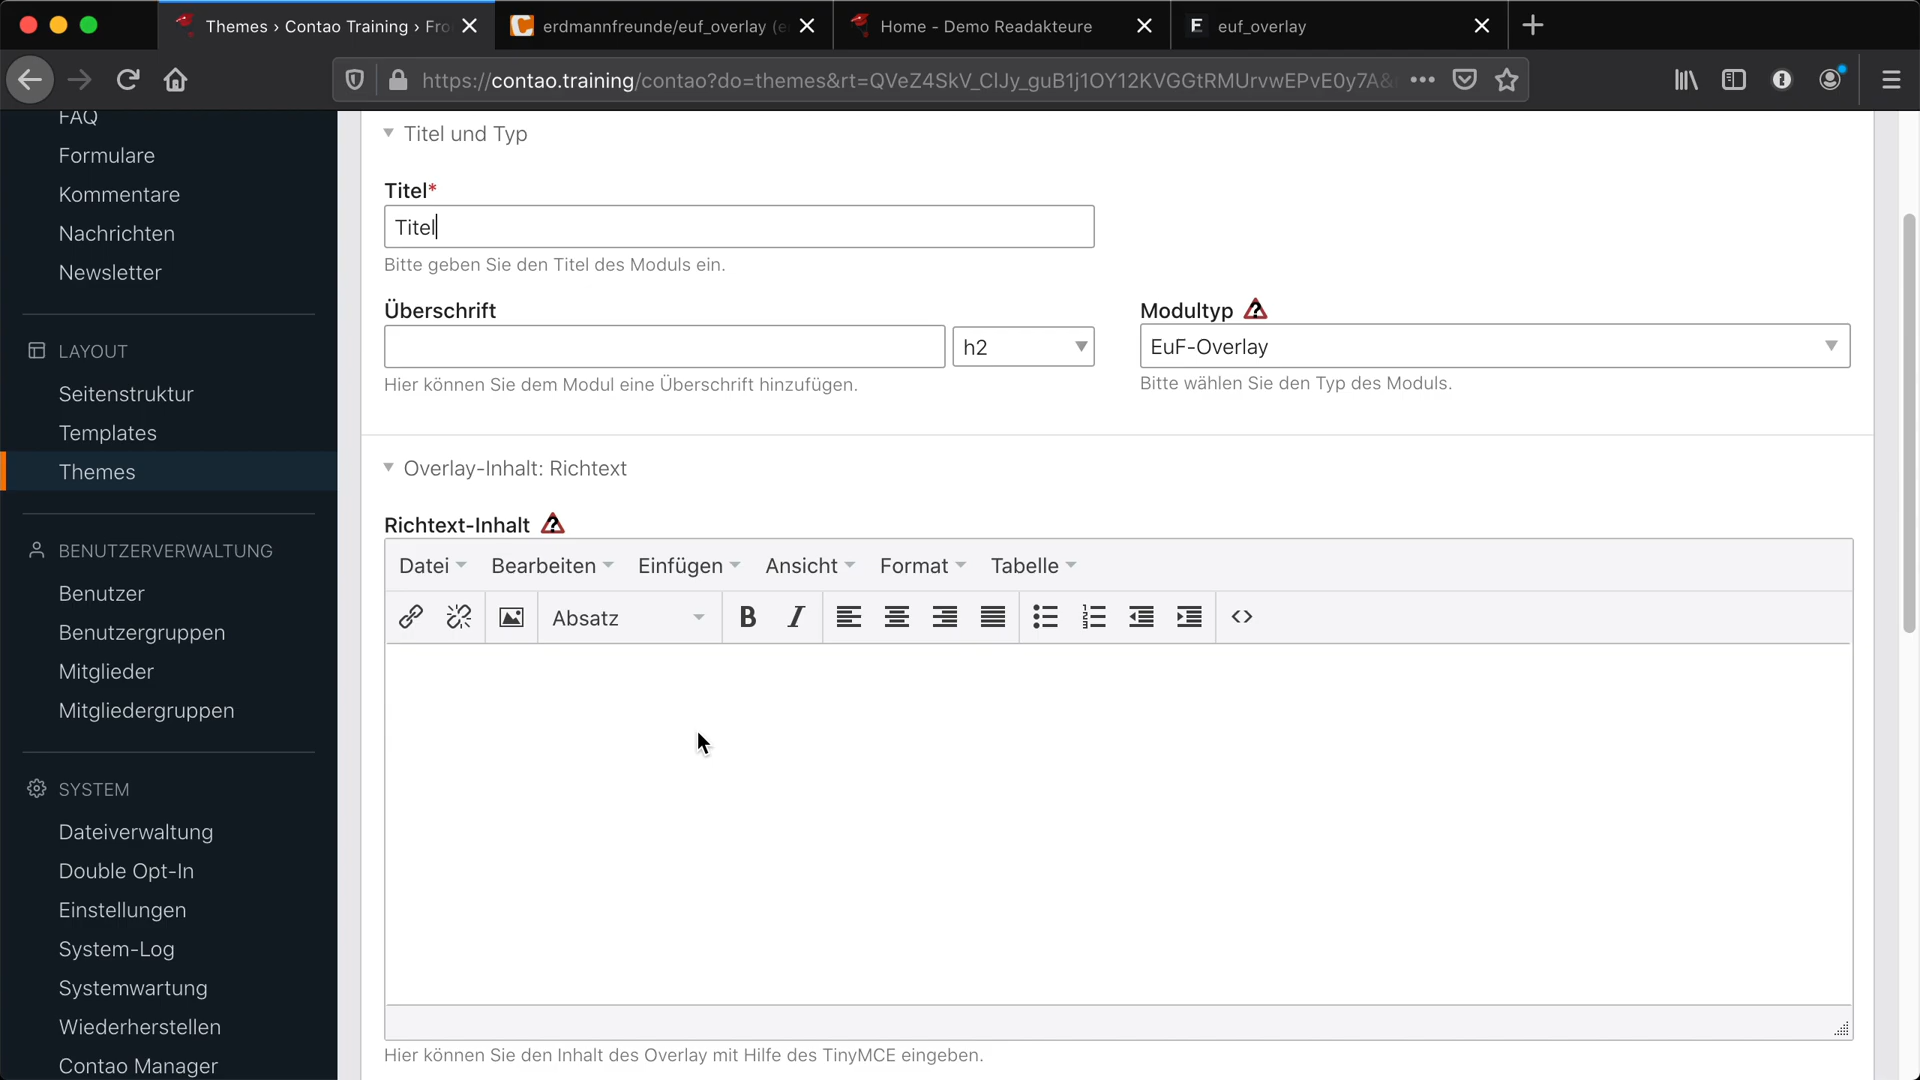 Themes › Contao Training › Fro
erdmannfreunde/euf_overlay (e
Home - Demo Readakteure
E euf_overlay
https://contao.training/contao?do=themes&rt=QVeZ4SkV_ClJy_guB1j1OY12KVGGtRMUrvwEPvE0y7A&
FAQ
Formulare
Kommentare
Nachrichten
Newsletter
LAYOUT
Seitenstruktur
Templates
Themes
BENUTZERVERWALTUNG
Benutzer
Benutzergruppen
Mitglieder
Mitgliedergruppen
SYSTEM
Dateiverwaltung
Double Opt-In
Einstellungen
System-Log
Systemwartung
Wiederherstellen
Contao Manager
Titel und Typ
Titel*
Titel
Bitte geben Sie den Titel des Moduls ein.
Überschrift
h2
Hier können Sie dem Modul eine Überschrift hinzufügen.
Modultyp
EuF-Overlay
Bitte wählen Sie den Typ des Moduls.
Overlay-Inhalt: Richtext
Richtext-Inhalt
Datei Bearbeiten Einfügen Ansicht Format Tabelle
Absatz B I
Hier können Sie den Inhalt des Overlay mit Hilfe des TinyMCE eingeben.